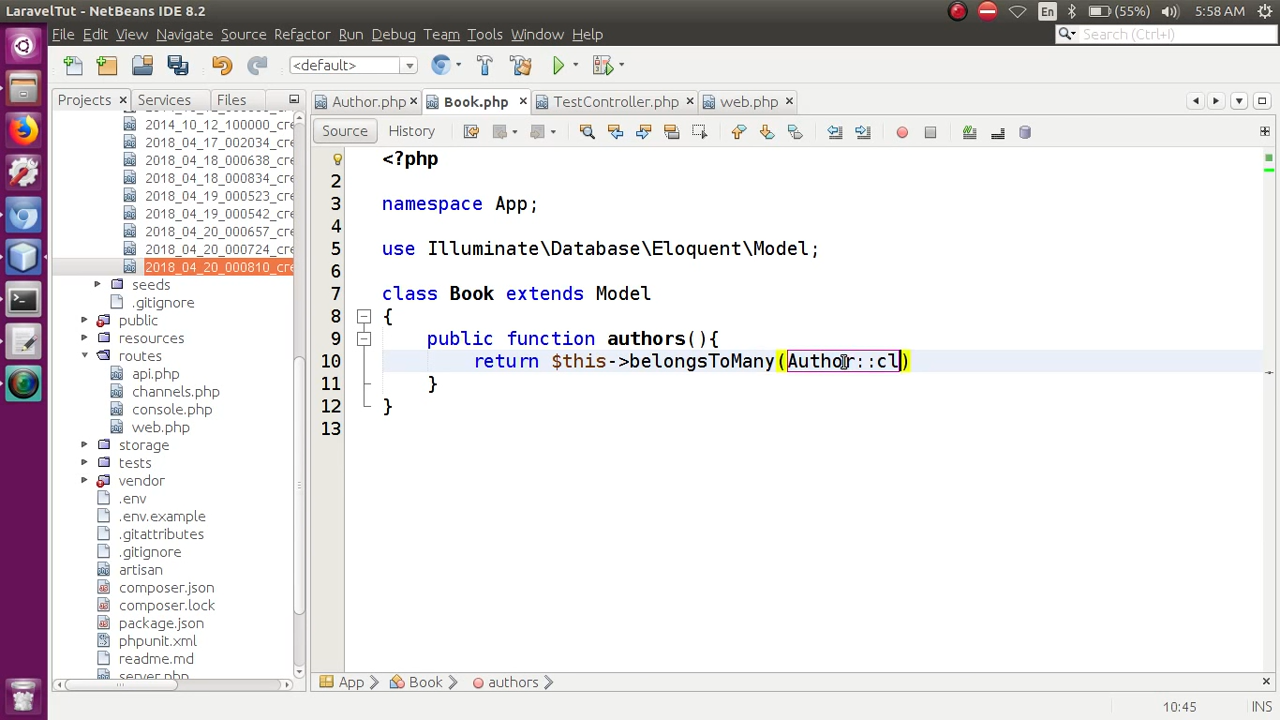 LaravelTut - NetBeans IDE 8.2
En
(55%)
5:58 AM
File Edit View Navigate Source Refactor Run Debug Team Tools Window Help
Search (Ctrl+I)
<default>
Projects Services Files
Author.php Book.php TestController.php web.php
Source History
2014_10_12_100000_cre
2018_04_17_002034_cre
2018_04_18_000638_cre
2018_04_18_000834_cre
2018_04_19_000523_cre
2018_04_19_000542_cre
2018_04_20_000657_cre
2018_04_20_000724_cre
2018_04_20_000810_cre
seeds
.gitignore
public
resources
routes
api.php
channels.php
console.php
web.php
storage
tests
vendor
.env
.env.example
.gitattributes
.gitignore
artisan
composer.json
composer.lock
package.json
phpunit.xml
readme.md
server.php
<?php
2
3 namespace App;
4
5 use Illuminate\Database\Eloquent\Model;
6
7 class Book extends Model
8 {
9 public function authors(){
10 return $this->belongsToMany(Author::cl)
11 }
12 }
13
App Book authors
10:45 INS